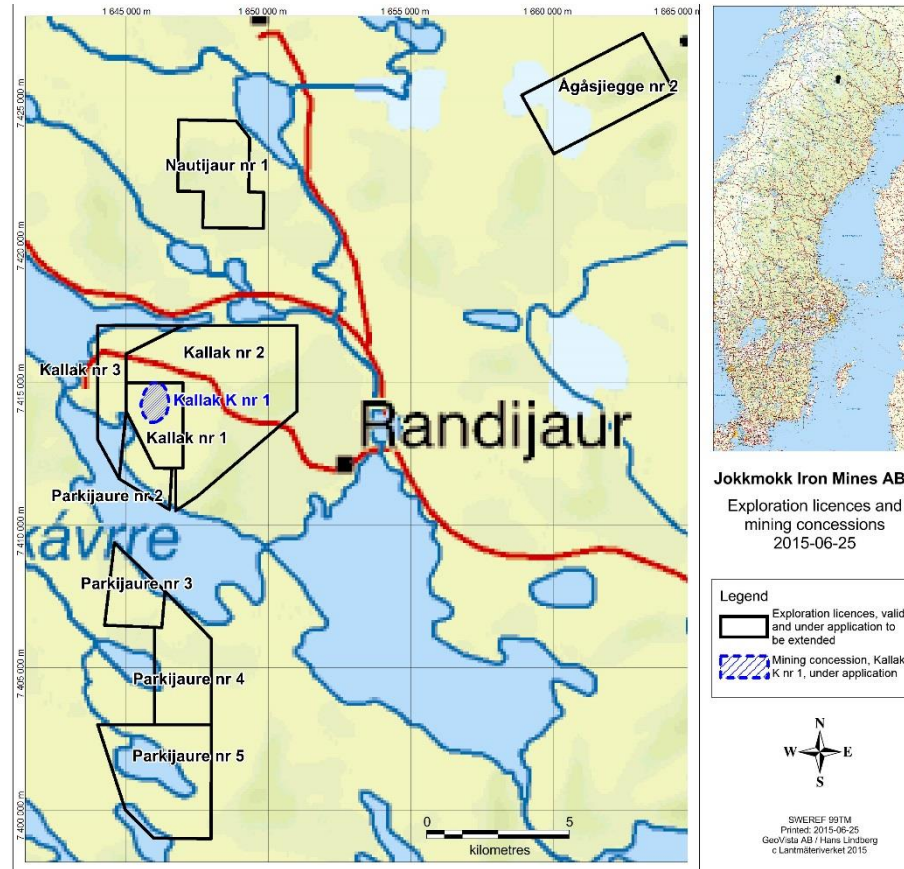 1 645 000 m
1 650 000 m
1 655 000 m
1 660 000 m
1 665 000 m
7 425 000 m
7 420 000 m
7 415 000 m
7 410 000 m
7 405 000 m
7 400 000 m
Ågåsjiegge nr 2
Nautijaur nr 1
Kallak nr 2
Kallak nr 3
Kallak K nr 1
Kallak nr 1
Randijaur
Parkijaure nr 2
kávrre
Parkijaure nr 3
Parkijaure nr 4
Parkijaure nr 5
0 5
kilometres
Jokkmokk Iron Mines AB
Exploration licences and
mining concessions
2015-06-25
Legend
Exploration licences, valid
and under application to
be extended
Mining concession, Kallak
K nr 1, under application
N
W E
S
SWEREF 99TM
Printed: 2015-06-25
GeoVista AB / Hans Lindberg
c Lantmäteriverket 2015